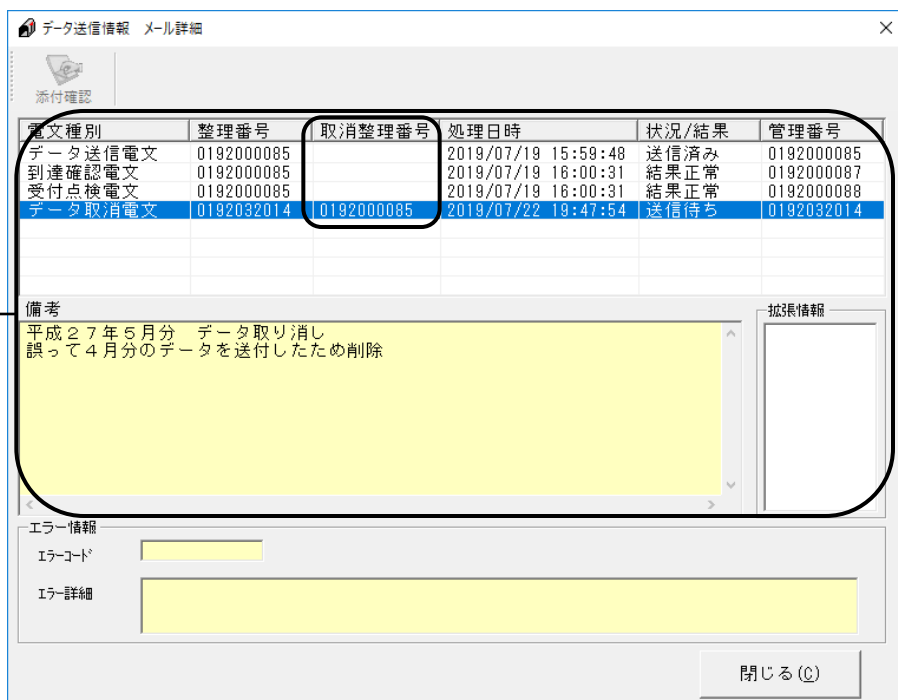 データ送信情報　メール詳細
添付確認
電文種別 整理番号 取消整理番号 処理日時 状況/結果 管理番号
データ送信電文 0192000085 2019/07/19 15:59:48 送信済み 0192000085
到達確認電文 0192000085 2019/07/19 16:00:31 結果正常 0192000087
受付点検電文 0192000085 2019/07/19 16:00:31 結果正常 0192000088
データ取消電文 0192032014 0192000085 2019/07/22 19:47:54 送信待ち 0192032014
備考
平成２７年５月分　データ取り消し
誤って４月分のデータを送付したため削除
拡張情報
エラー情報
ｴﾗｰｺｰﾄﾞ
ｴﾗｰ詳細
閉じる(C)